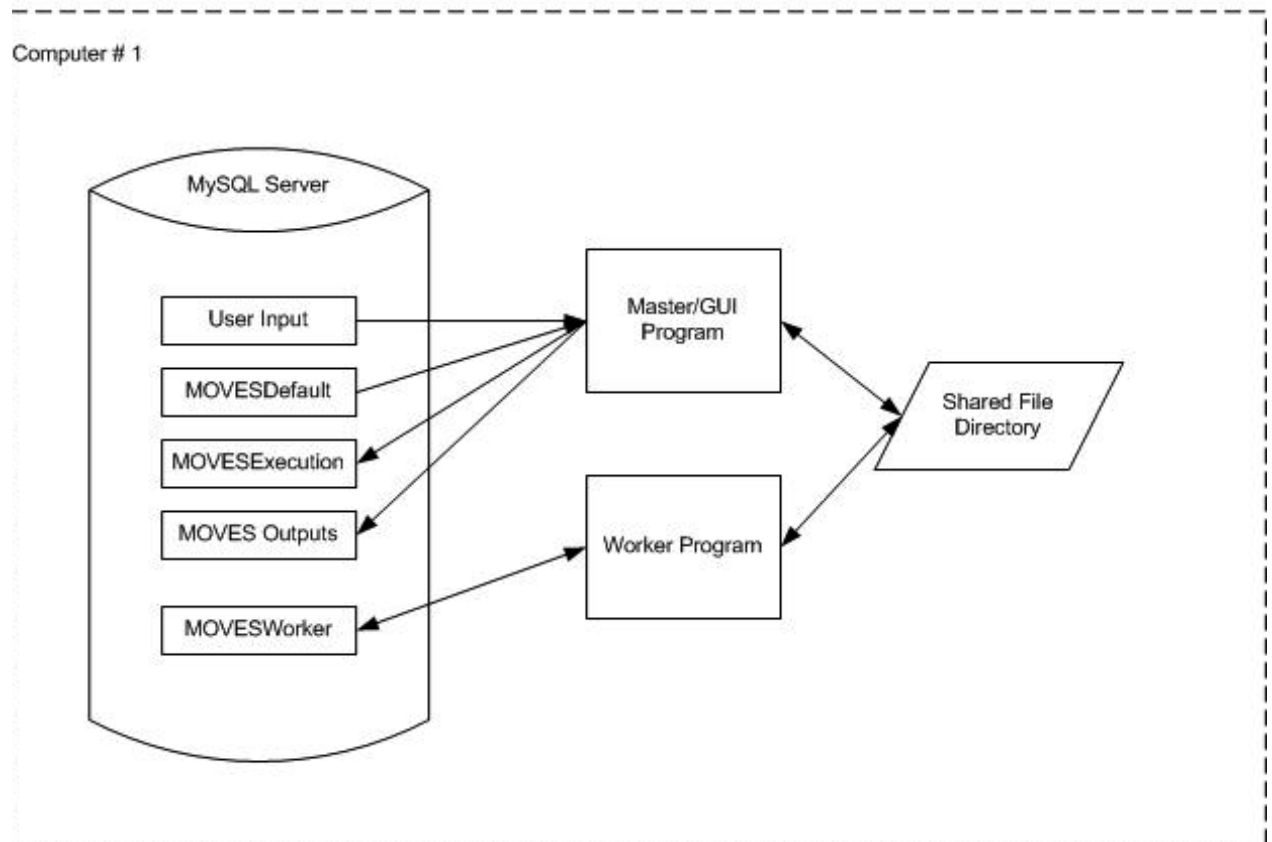 Computer # 1
MySQL Server
User Input
MOVESDefault
MOVESExecution
MOVES Outputs
MOVESWorker
Master/GUI
Program
Worker Program
Shared File
Directory